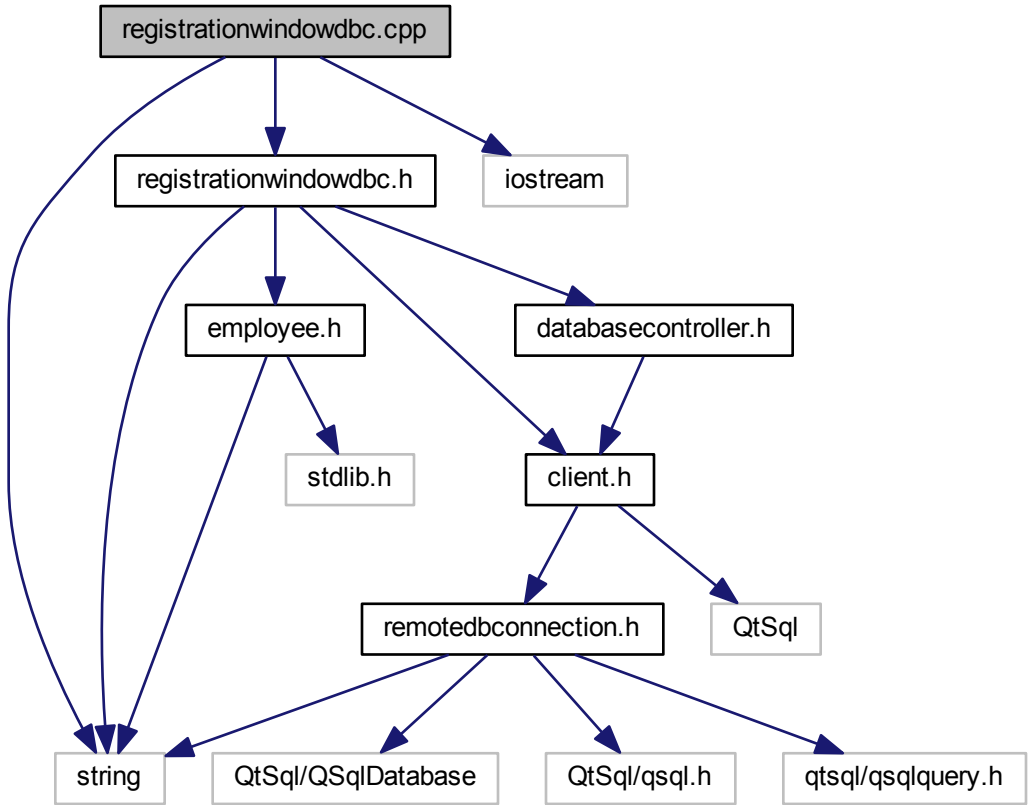 registrationwindowdbc.cpp
registrationwindowdbc.h
iostream
employee.h
databasecontroller.h
stdlib.h
client.h
remotedbconnection.h
QtSql
string
QtSql/QSqlDatabase
QtSql/qsql.h
qtsql/qsqlquery.h